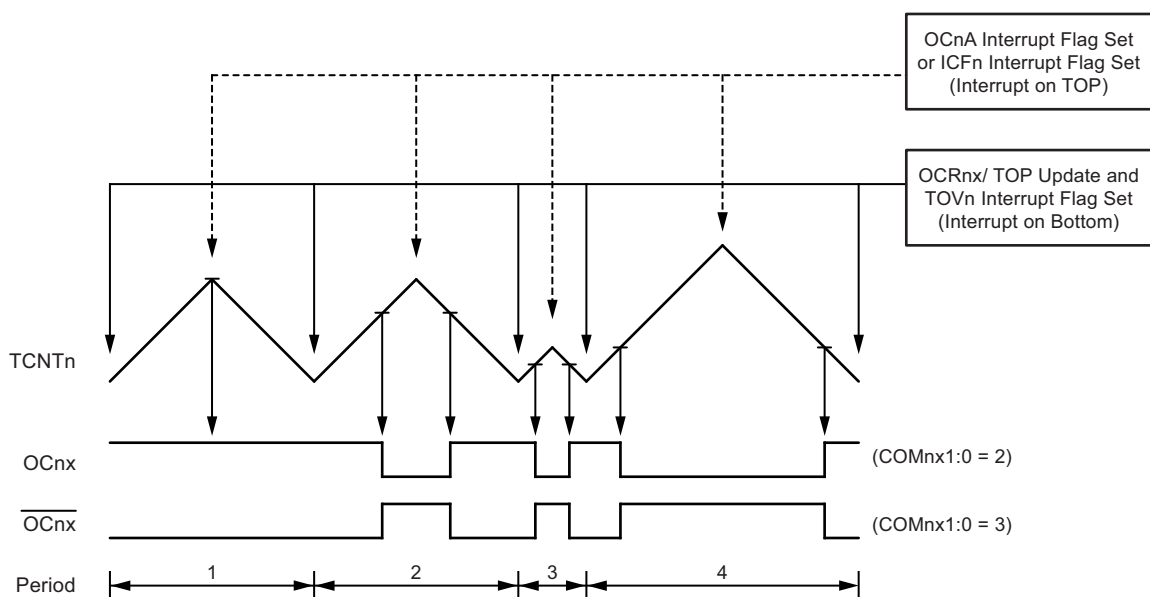 OCnA Interrupt Flag Set
or ICFn Interrupt Flag Set
(Interrupt on TOP)
OCRnx/ TOP Update and
TOVn Interrupt Flag Set
(Interrupt on Bottom)
TCNTn
OCnx
(COMnx1:0 = 2)
OCnx
(COMnx1:0 = 3)
Period
1
2
3
4